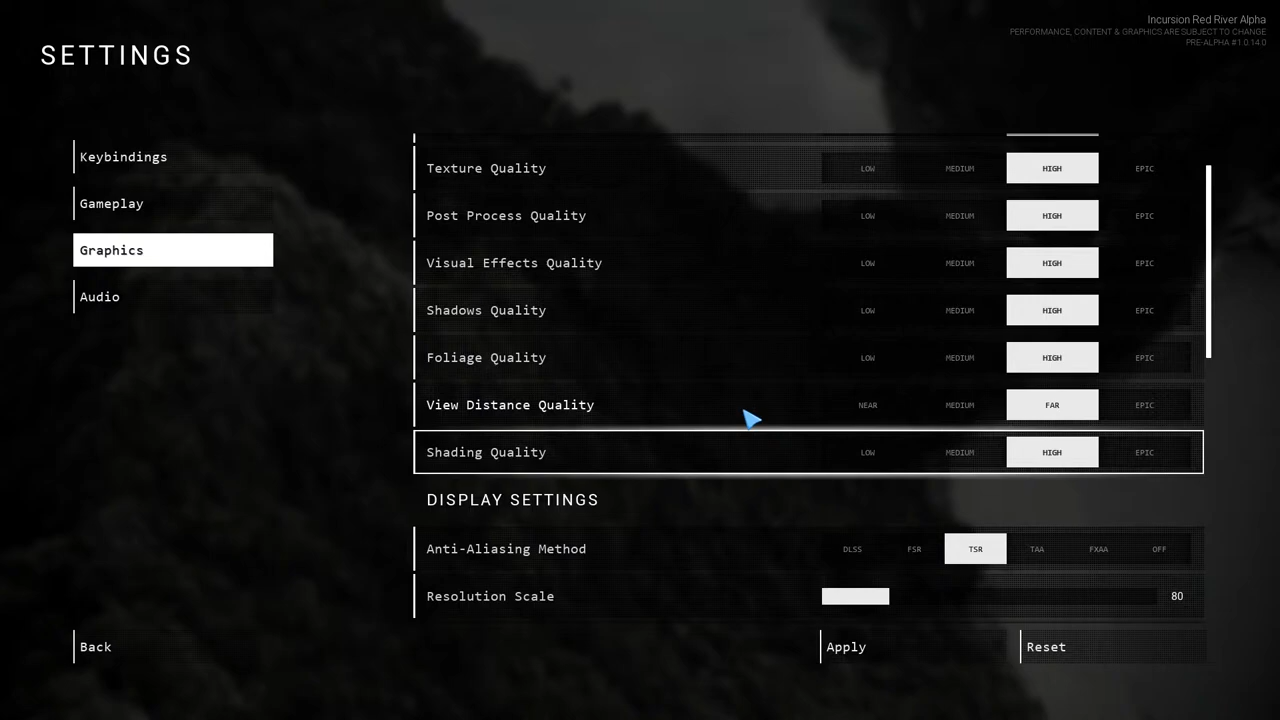 Incursion Red River Alpha
PERFORMANCE, CONTENT & GRAPHICS ARE SUBJECT TO CHANGE
PRE-ALPHA #1.0.14.0
SETTINGS
Keybindings
Gameplay
Graphics
Audio
Texture Quality LOW MEDIUM HIGH EPIC
Post Process Quality LOW MEDIUM HIGH EPIC
Visual Effects Quality LOW MEDIUM HIGH EPIC
Shadows Quality LOW MEDIUM HIGH EPIC
Foliage Quality LOW MEDIUM HIGH EPIC
View Distance Quality NEAR MEDIUM FAR EPIC
Shading Quality LOW MEDIUM HIGH EPIC
DISPLAY SETTINGS
Anti-Aliasing Method DLSS FSR TSR TAA FXAA OFF
Resolution Scale 80
Back Apply Reset